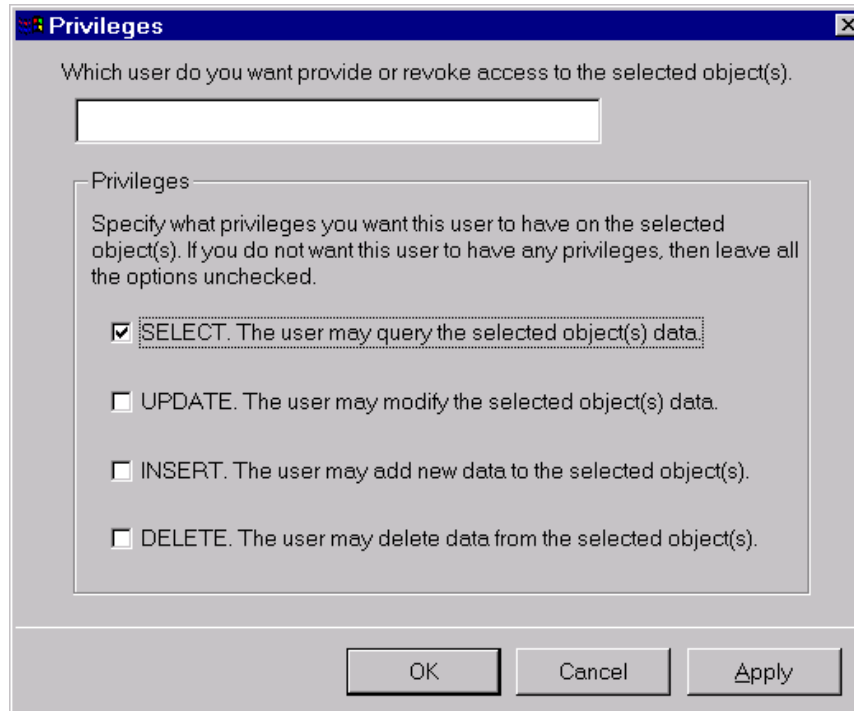 Privileges
Which user do you want provide or revoke access to the selected object(s).
Privileges
Specify what privileges you want this user to have on the selected
object(s). If you do not want this user to have any privileges, then leave all
the options unchecked.
SELECT. The user may query the selected object(s) data.
UPDATE. The user may modify the selected object(s) data.
INSERT. The user may add new data to the selected object(s).
DELETE. The user may delete data from the selected object(s).
OK Cancel Apply